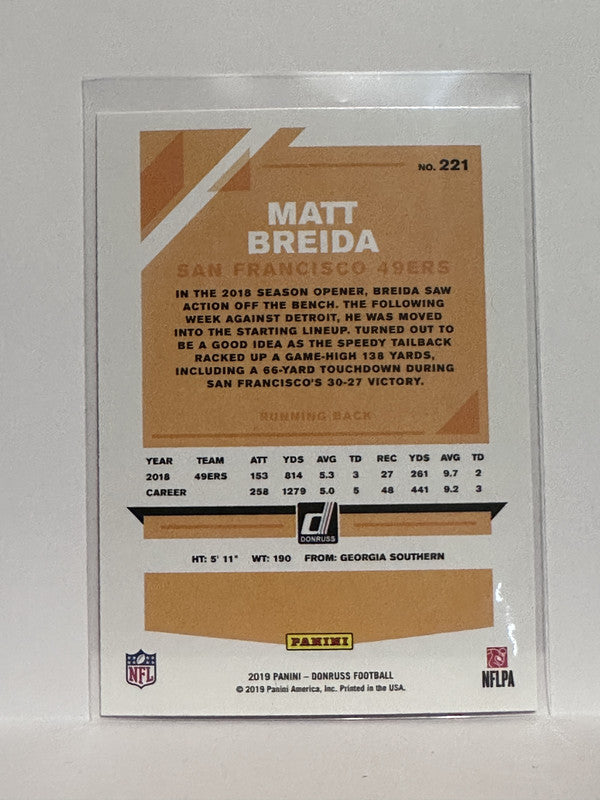 NO. 221
MATT
BREIDA
SAN FRANCISCO 49ERS
IN THE 2018 SEASON OPENER, BREIDA SAW
ACTION OFF THE BENCH. THE FOLLOWING
WEEK AGAINST DETROIT, HE WAS MOVED
INTO THE STARTING LINEUP. TURNED OUT TO
BE A GOOD IDEA AS THE SPEEDY TAILBACK
RACKED UP A GAME-HIGH 138 YARDS,
INCLUDING A 66-YARD TOUCHDOWN DURING
SAN FRANCISCO'S 30-27 VICTORY.
RUNNING BACK
YEAR TEAM ATT YDS AVG TD REC YDS AVG TD
2018 49ERS 153 814 5.3 3 27 261 9.7 2
CAREER 258 1279 5.0 5 48 441 9.2 3
d
DONRUSS
HT: 5' 11" WT: 190 FROM: GEORGIA SOUTHERN
PANINI
NFL
2019 PANINI – DONRUSS FOOTBALL
© 2019 Panini America, Inc. Printed in the USA.
NFLPA